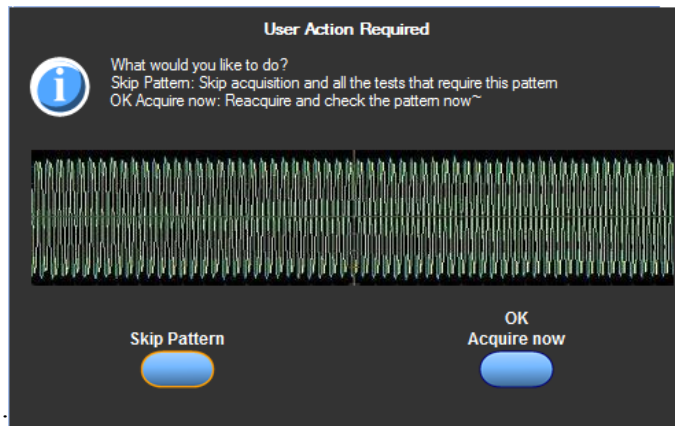 User Action Required
What would you like to do?
Skip Pattern: Skip acquisition and all the tests that require this pattern
OK Acquire now: Reacquire and check the pattern now~
Skip Pattern
OK
Acquire now
.